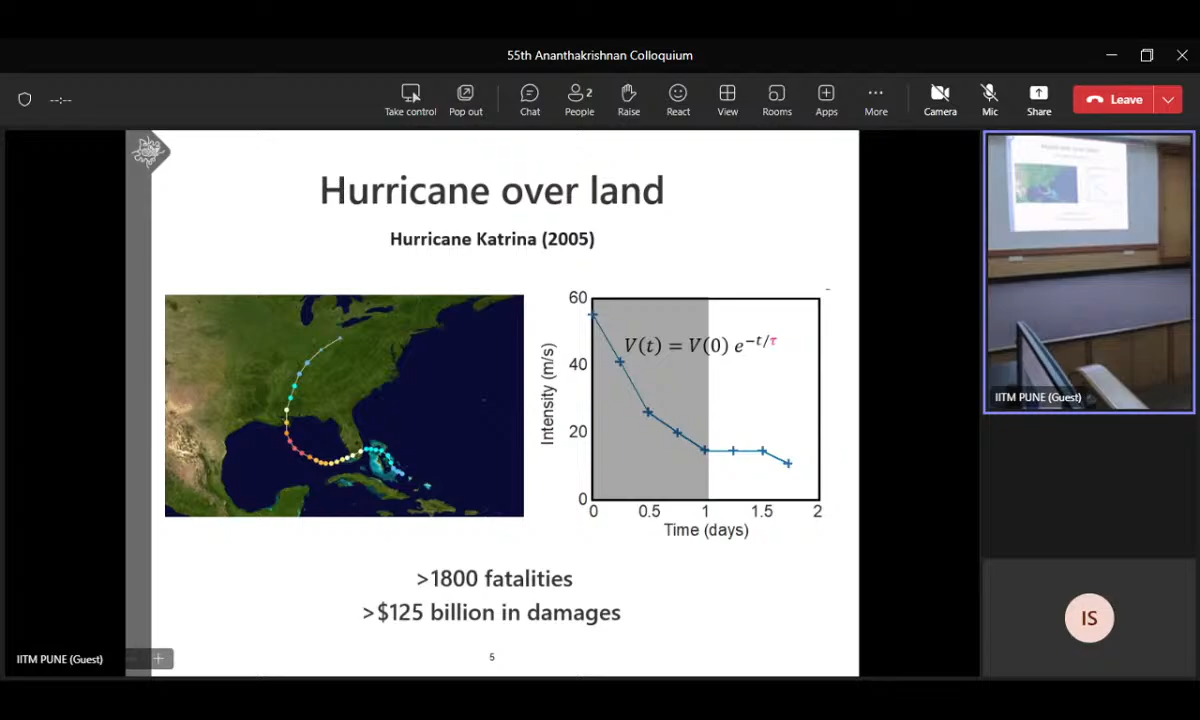 55th Ananthakrishnan Colloquium
--:--
Take control
Pop out
Chat
2
People
Raise
React
View
Rooms
Apps
More
Camera
Mic
Share
Leave
Hurricane over land
Hurricane Katrina (2005)
60
40
20
0
Intensity (m/s)
V(t) = V(0) e^{-t/τ}
0 0.5 1 1.5 2
Time (days)
>1800 fatalities
>$125 billion in damages
5
IITM PUNE (Guest)
IITM PUNE (Guest)
IS